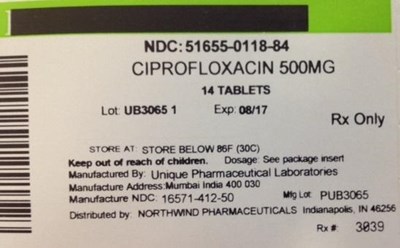 NDC: 51655-0118-84
CIPROFLOXACIN 500MG
14 TABLETS
Lot: UB3065 1 Exp: 08/17
Rx Only
STORE AT: STORE BELOW 86F (30C)
Keep out of reach of children. Dosage: See package insert
Manufactured By: Unique Pharmaceutical Laboratories
Manufacture Address:Mumbai India 400 030
Manufacture NDC: 16571-412-50 Mfg Lot: PUB3065
Distributed by: NORTHWIND PHARMACEUTICALS Indianapolis, IN 46256
Rx #: 3039